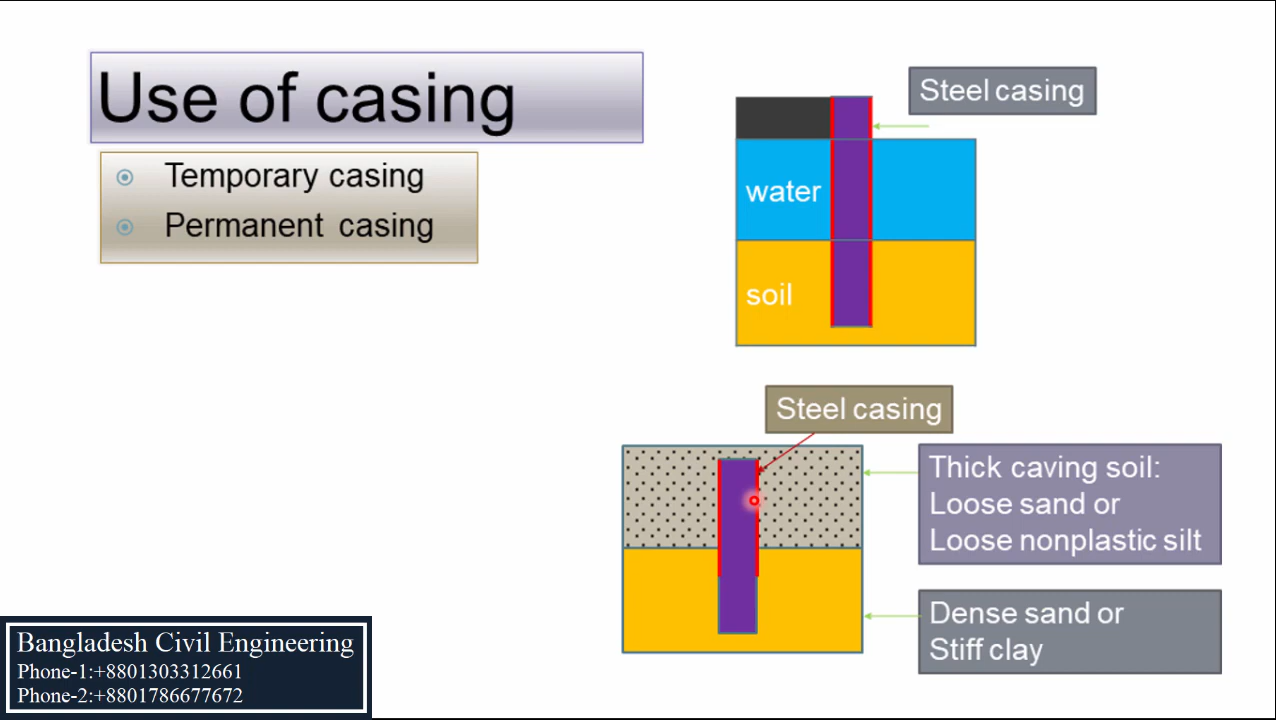 Use of casing
Temporary casing
Permanent casing
Steel casing
water
soil
Steel casing
Thick caving soil:
Loose sand or
Loose nonplastic silt
Dense sand or
Stiff clay
Bangladesh Civil Engineering
Phone-1:+8801303312661
Phone-2:+8801786677672